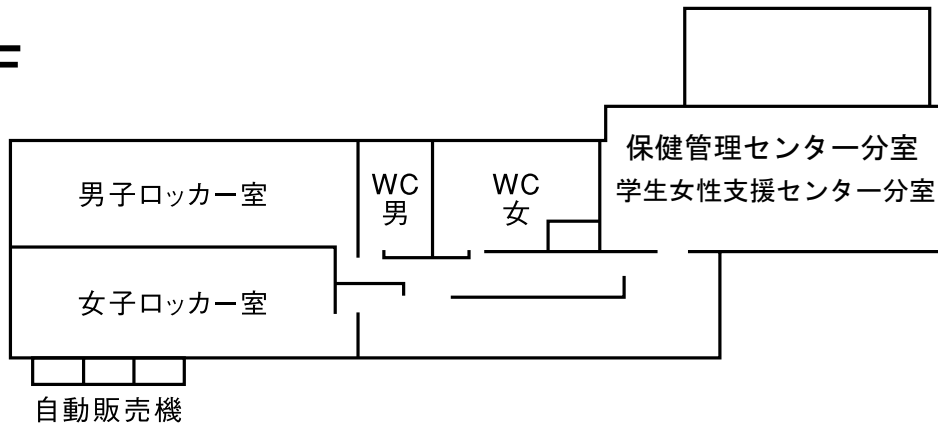 保健管理センター分室
学生女性支援センター分室
男子ロッカー室
WC
男
WC
女
女子ロッカー室
自動販売機